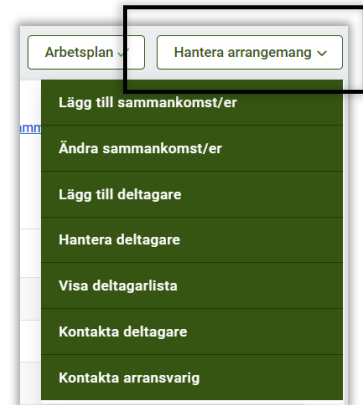 Arbetsplan
Hantera arrangemang
Lägg till sammankomst/er
amm
Ändra sammankomst/er
Lägg till deltagare
Hantera deltagare
Visa deltagarlista
Kontakta deltagare
Kontakta arransvarig